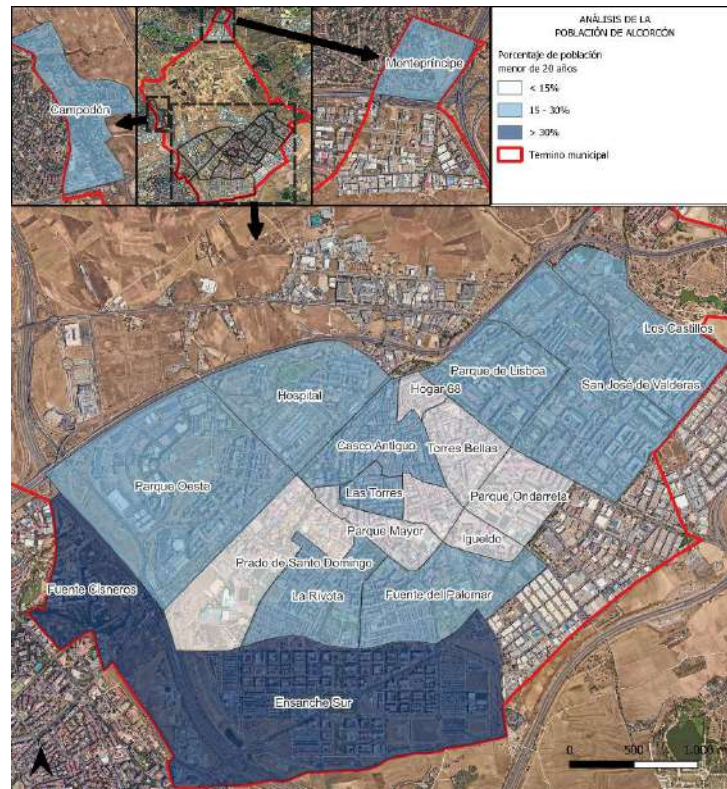 Campodón
Montepríncipe
ANÁLISIS DE LA
POBLACIÓN DE ALCORCÓN
Porcentaje de población
menor de 20 años
< 15%
15 - 30%
> 30%
Termino municipal
Los Castillos
Parque de Lisboa
San José de Valderas
Hospital
Hogar 68
Casco Antiguo
Torres Bellas
Parque Oeste
Las Torres
Parque Ondarreta
Parque Mayor
Igueldo
Prado de Santo Domingo
Fuente Cisneros
La Rivota
Fuente del Palomar
Ensanche Sur
0 500 1.000 m